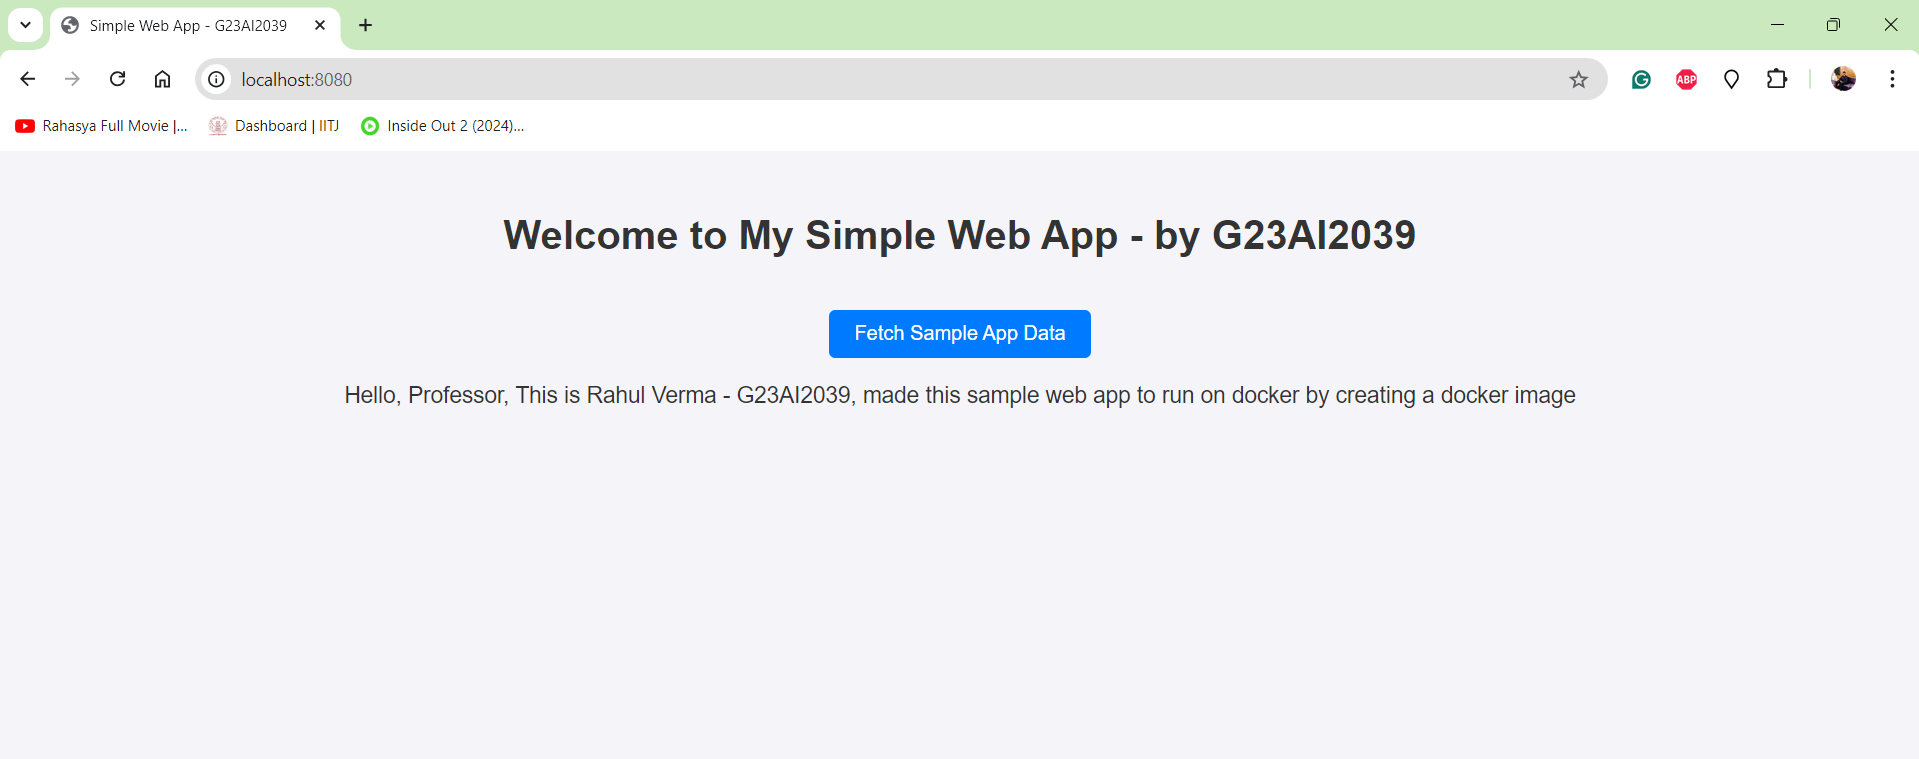 Simple Web App - G23AI2039
localhost:8080
ABP
Rahasya Full Movie |...
Dashboard | IITJ
Inside Out 2 (2024)...
Welcome to My Simple Web App - by G23AI2039
Fetch Sample App Data
Hello, Professor, This is Rahul Verma - G23AI2039, made this sample web app to run on docker by creating a docker image